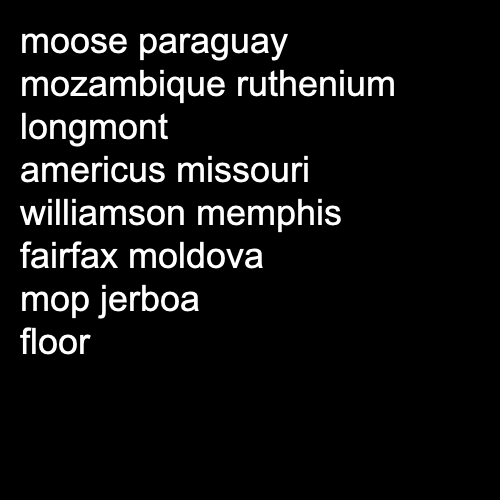 moose paraguay
mozambique ruthenium
longmont
americus missouri
williamson memphis
fairfax moldova
mop jerboa
floor